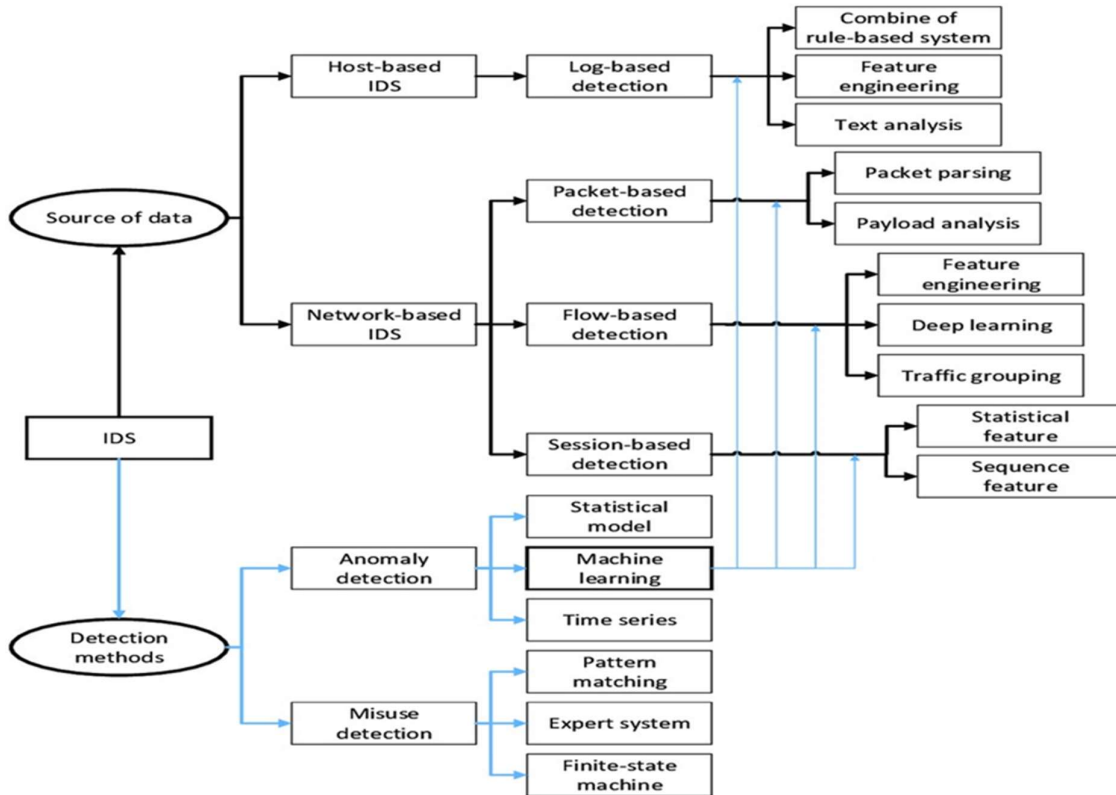 Combine of
rule-based system
Host-based
IDS
Log-based
detection
Feature
engineering
Text analysis
Packet parsing
Source of data
Packet-based
detection
Payload analysis
Feature
engineering
Network-based
IDS
Flow-based
detection
Deep learning
Traffic grouping
IDS
Statistical
feature
Session-based
detection
Sequence
feature
Statistical
model
Anomaly
detection
Machine
learning
Time series
Detection
methods
Pattern
matching
Misuse
detection
Expert system
Finite-state
machine